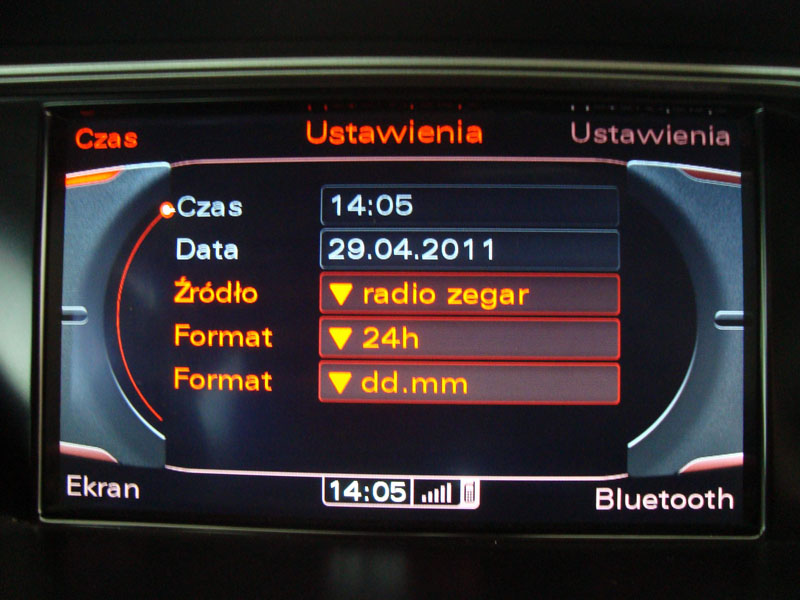 Czas Ustawienia Ustawienia
Czas 14:05
Data 29.04.2011
Źródło ▼ radio zegar
Format ▼ 24h
Format ▼ dd.mm
Ekran 14:05 Bluetooth